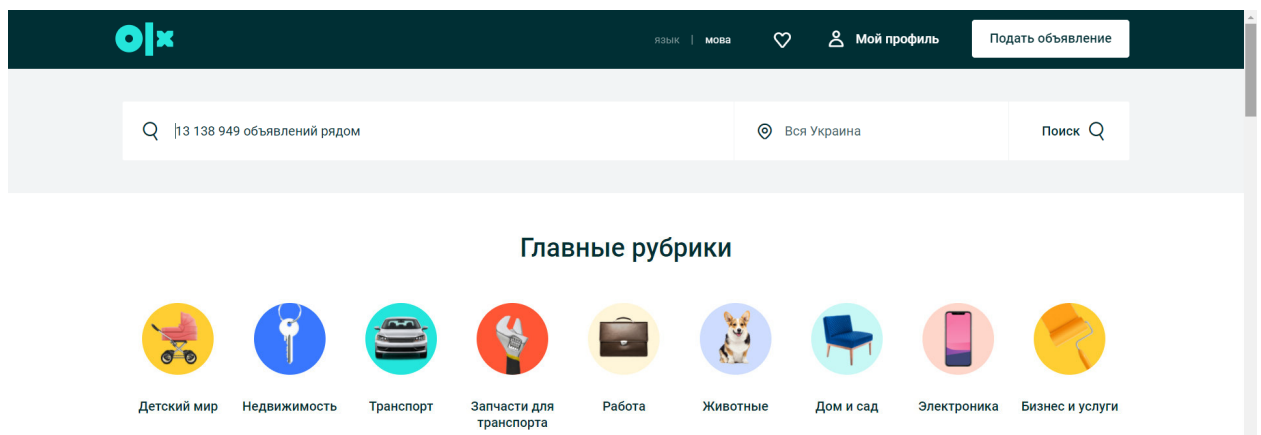 olx
язык | мова
Мой профиль
Подать объявление
13 138 949 объявлений рядом
Вся Украина
Поиск
Главные рубрики
Детский мир
Недвижимость
Транспорт
Запчасти для
транспорта
Работа
Животные
Дом и сад
Электроника
Бизнес и услуги